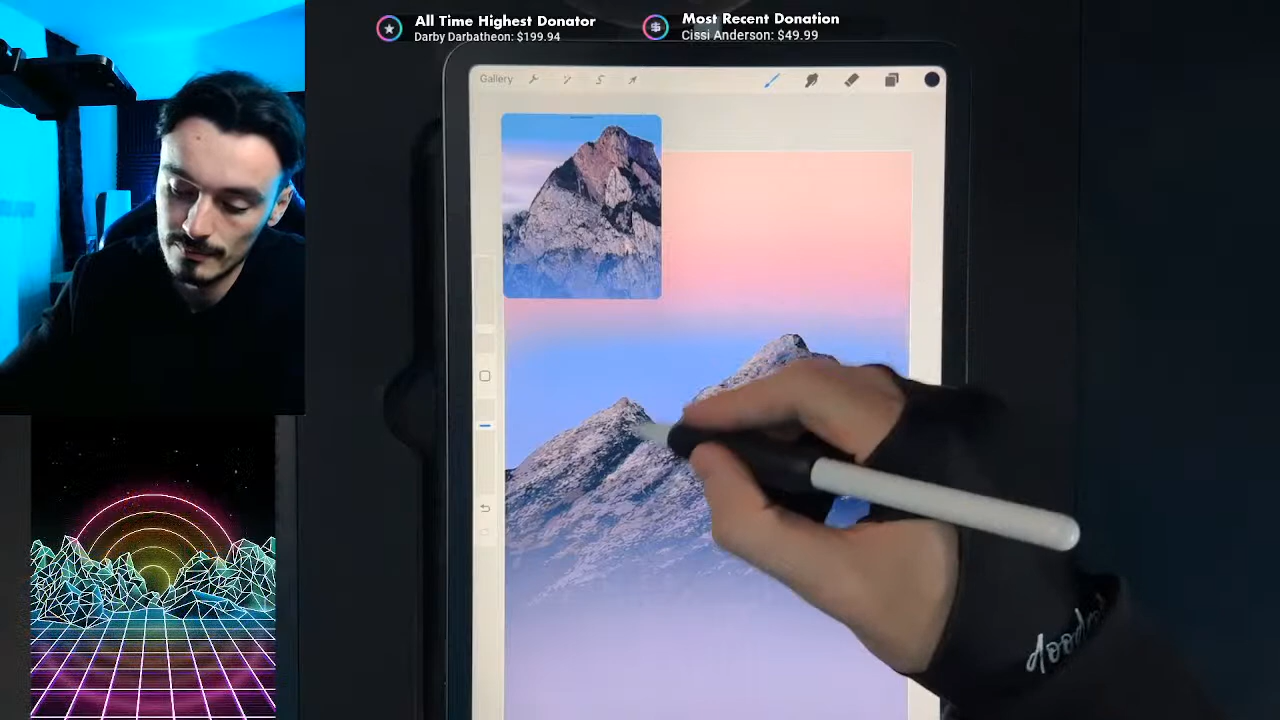 All Time Highest Donator
Darby Darbatheon: $199.94
Most Recent Donation
Cissi Anderson: $49.99
Gallery